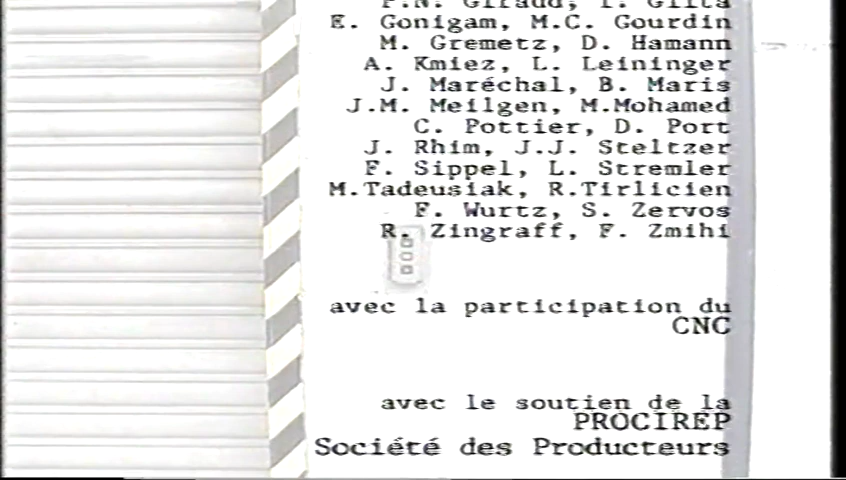 E. Gonigam, M.C. Gourdin
M. Gremetz, D. Hamann
A. Kmiez, L. Leininger
J. Maréchal, B. Maris
J.M. Meilgen, M.Mohamed
C. Pottier, D. Port
J. Rhim, J.J. Steltzer
F. Sippel, L. Stremler
M.Tadeusiak, R.Tirlicien
F. Wurtz, S. Zervos
R. Zingraff, F. Zmihi
avec la participation du
CNC
avec le soutien de la
PROCIREP
Société des Producteurs